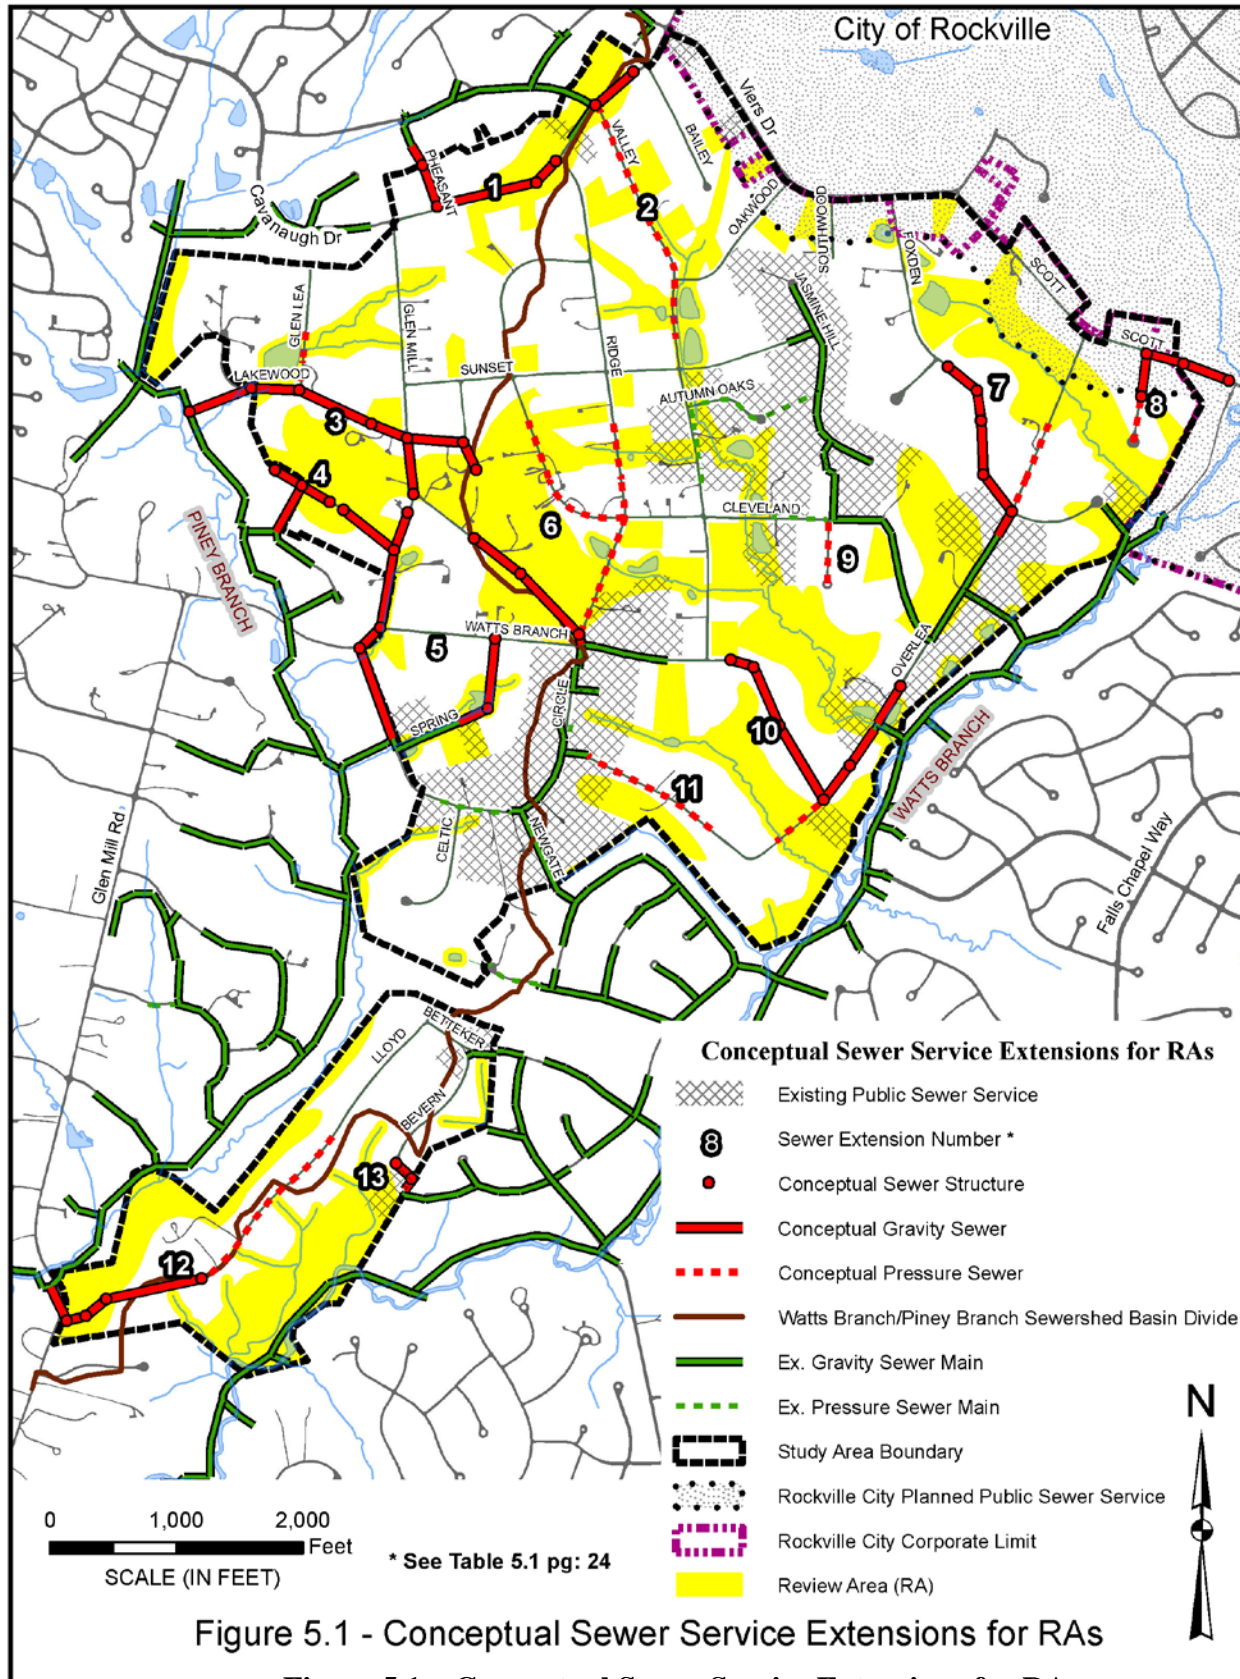 City of Rockville
Viers Dr
VALLEY
BAILEY
PHEASANT
1
2
OAKWOOD
SOUTHWOOD
Cavanaugh Dr
FOXDEN
SCOTT
JASMINE HILL
GLEN LEA
GLEN MILL
RIDGE
SCOTT
SUNSET
LAKEWOOD
AUTUMN OAKS
7
8
3
4
CLEVELAND
6
PINEY BRANCH
9
WATTS BRANCH
5
OVERLEA
CIRCLE
SPRING
10
WATTS BRANCH
11
CELTIC
NEWGATE
Glen Mill Rd
Falls Chapel Way
BETTEKER
LLOYD
BEVERN
13
12
Conceptual Sewer Service Extensions for RAs
Existing Public Sewer Service
8 Sewer Extension Number *
Conceptual Sewer Structure
Conceptual Gravity Sewer
Conceptual Pressure Sewer
Watts Branch/Piney Branch Sewershed Basin Divide
Ex. Gravity Sewer Main
Ex. Pressure Sewer Main
Study Area Boundary
Rockville City Planned Public Sewer Service
Rockville City Corporate Limit
Review Area (RA)
N
0 1,000 2,000
Feet
SCALE (IN FEET)
* See Table 5.1 pg: 24
Figure 5.1 - Conceptual Sewer Service Extensions for RAs